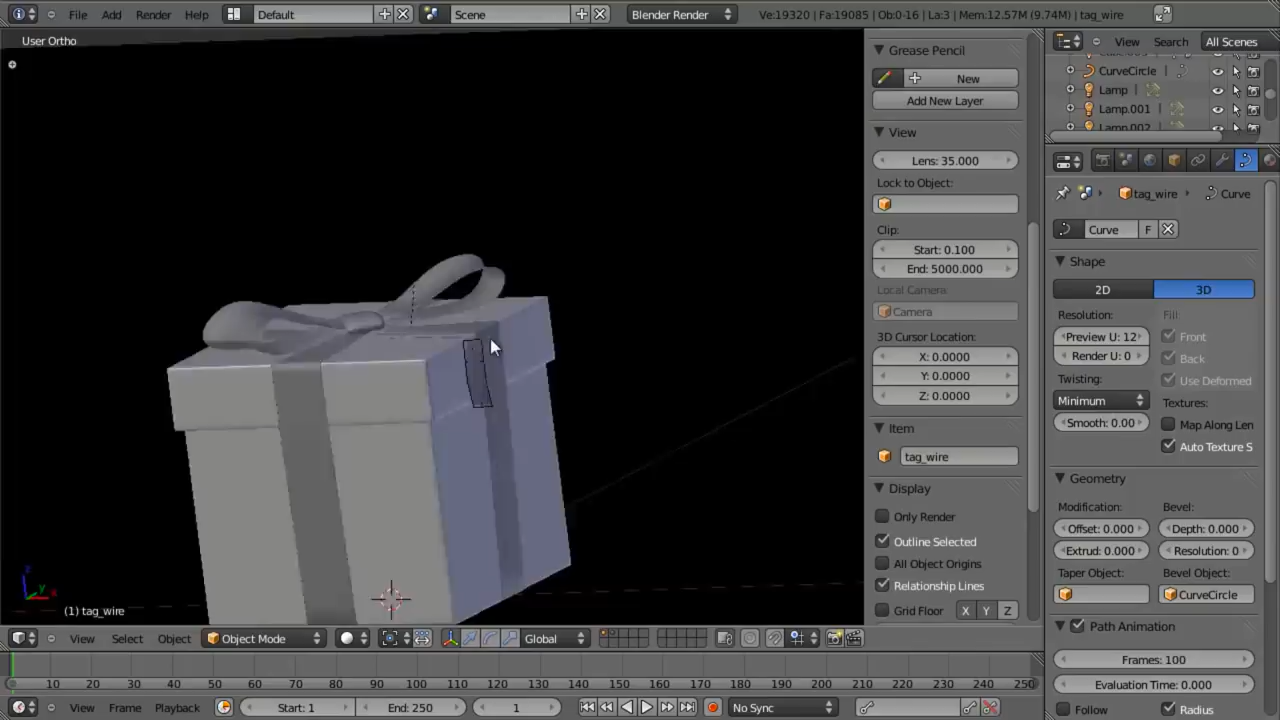 File Add Render Help Default Scene Blender Render Ve:19320 | Fa:19085 | Ob:0-16 | La:3 | Mem:12.57M (9.74M) | tag_wire
User Ortho
Grease Pencil
New
Add New Layer
View
Lens: 35.000
Lock to Object:
Clip:
Start: 0.100
End: 5000.000
Local Camera:
Camera
3D Cursor Location:
X: 0.0000
Y: 0.0000
Z: 0.0000
Item
tag_wire
Display
Only Render
Outline Selected
All Object Origins
Relationship Lines
Grid Floor X Y Z
View Search All Scenes
CurveCircle
Lamp
Lamp.001
Lamp.002
tag_wire Curve
Curve F
Shape
2D 3D
Resolution: Fill
Preview U: 12 Front
Render U: 0 Back
Twisting: Use Deformed
Minimum Textures:
Smooth: 0.00 Map Along Len
Auto Texture S
Geometry
Modification: Bevel:
Offset: 0.000 Depth: 0.000
Extrud: 0.000 Resolution: 0
Taper Object: Bevel Object:
CurveCircle
Path Animation
Frames: 100
Evaluation Time: 0.000
Follow Radius
(1) tag_wire
View Select Object Object Mode Global
10 20 30 40 50 60 70 80 90 100 110 120 130 140 150 160 170 180 190 200 210 220 230 240 250
View Frame Playback Start: 1 End: 250 1 No Sync